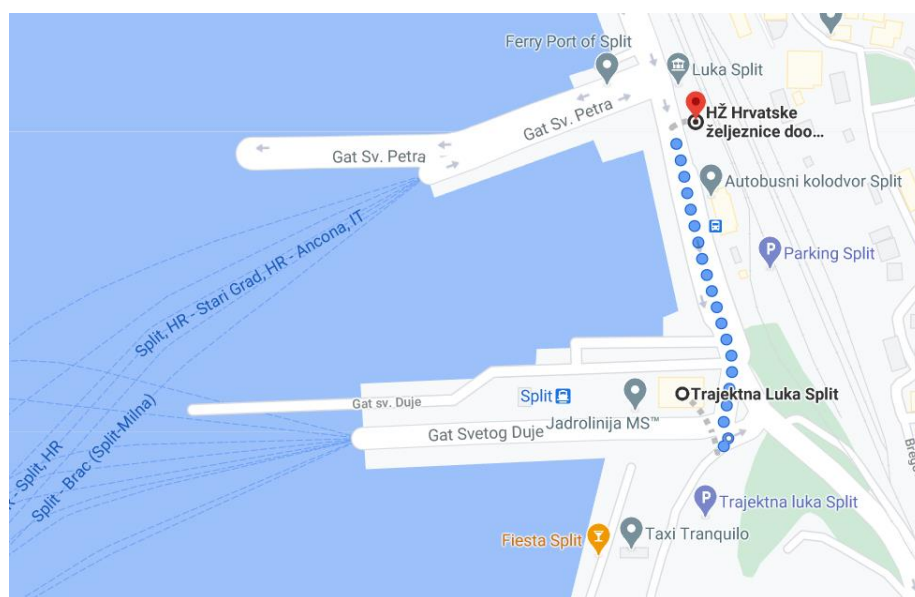 Ferry Port of Split
Luka Split
HŽ Hrvatske
željeznice doo...
Gat Sv. Petra
Gat Sv. Petra
Autobusni kolodvor Split
P
Parking Split
Split, HR - Stari Grad, HR - Ancona, IT
Split
Trajektna Luka Split
Gat sv. Duje
Jadrolinija MS™
Gat Svetog Duje
R - Split, HR
Split - Brac (Split-Milna)
P
Trajektna luka Split
Fiesta Split
Taxi Tranquilo